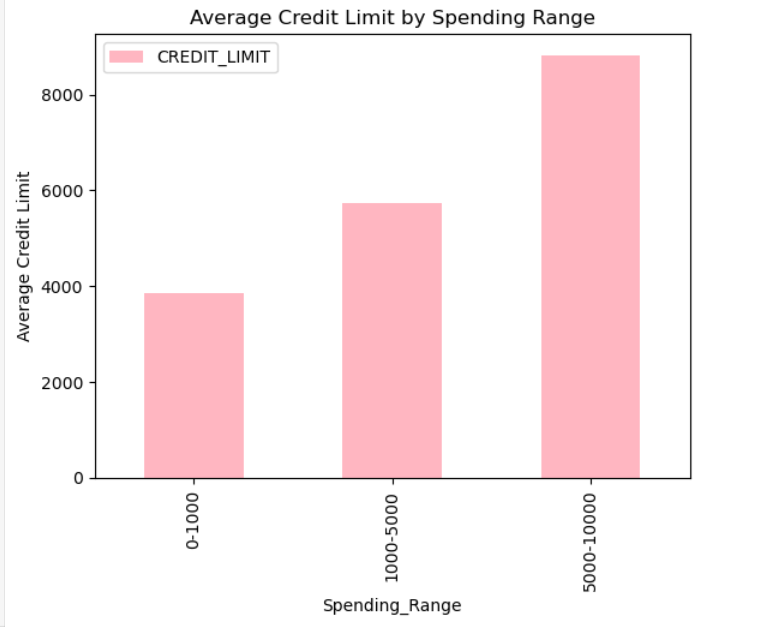 Average Credit Limit by Spending Range
CREDIT_LIMIT
Average Credit Limit
8000
6000
4000
2000
0
0-1000
1000-5000
5000-10000
Spending_Range